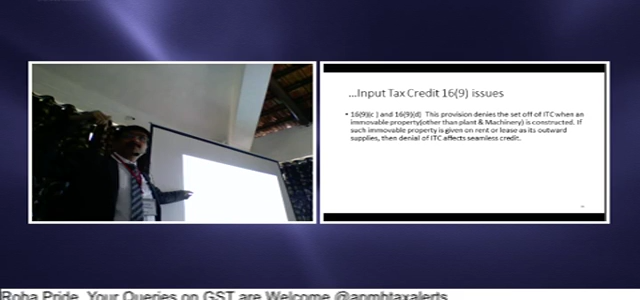 ...Input Tax Credit 16(9) issues
• 16(9)(c ) and 16(9)(d) This provision denies the set off of ITC when an
immovable property(other than plant & Machinery) is constructed. If
such immovable property is given on rent or lease as its outward
supplies, then denial of ITC affects seamless credit.
Roha Pride. Your Queries on GST are Welcome @apmhtaxalerts